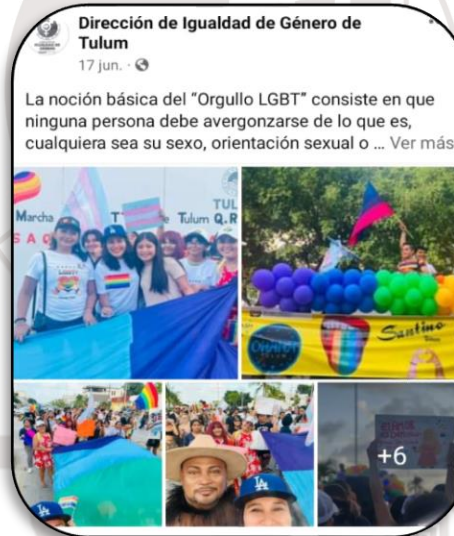 Dirección de Igualdad de Género de
Tulum
17 jun. ·
La noción básica del “Orgullo LGBT” consiste en que
ninguna persona debe avergonzarse de lo que es,
cualquiera sea su sexo, orientación sexual o ... Ver más
Marcha
TUL
Tulum Q.R
Santino
+6